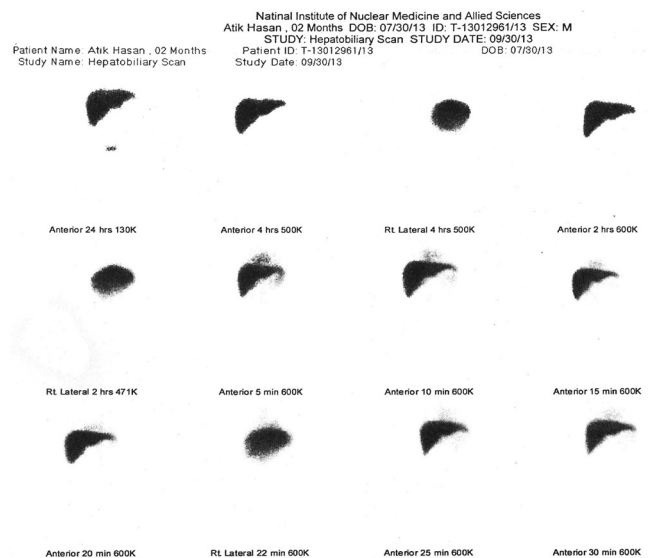 Natinal Institute of Nuclear Medicine and Allied Sciences
Atik Hasan , 02 Months DOB: 07/30/13 ID: T-13012961/13 SEX: M
STUDY: Hepatobiliary Scan STUDY DATE: 09/30/13
Patient Name: Atik Hasan , 02 Months Patient ID: T-13012961/13 DOB: 07/30/13
Study Name: Hepatobiliary Scan Study Date: 09/30/13
Anterior 24 hrs 130K Anterior 4 hrs 500K Rt. Lateral 4 hrs 500K Anterior 2 hrs 600K
Rt. Lateral 2 hrs 471K Anterior 5 min 600K Anterior 10 min 600K Anterior 15 min 600K
Anterior 20 min 600K Rt. Lateral 22 min 600K Anterior 25 min 600K Anterior 30 min 600K